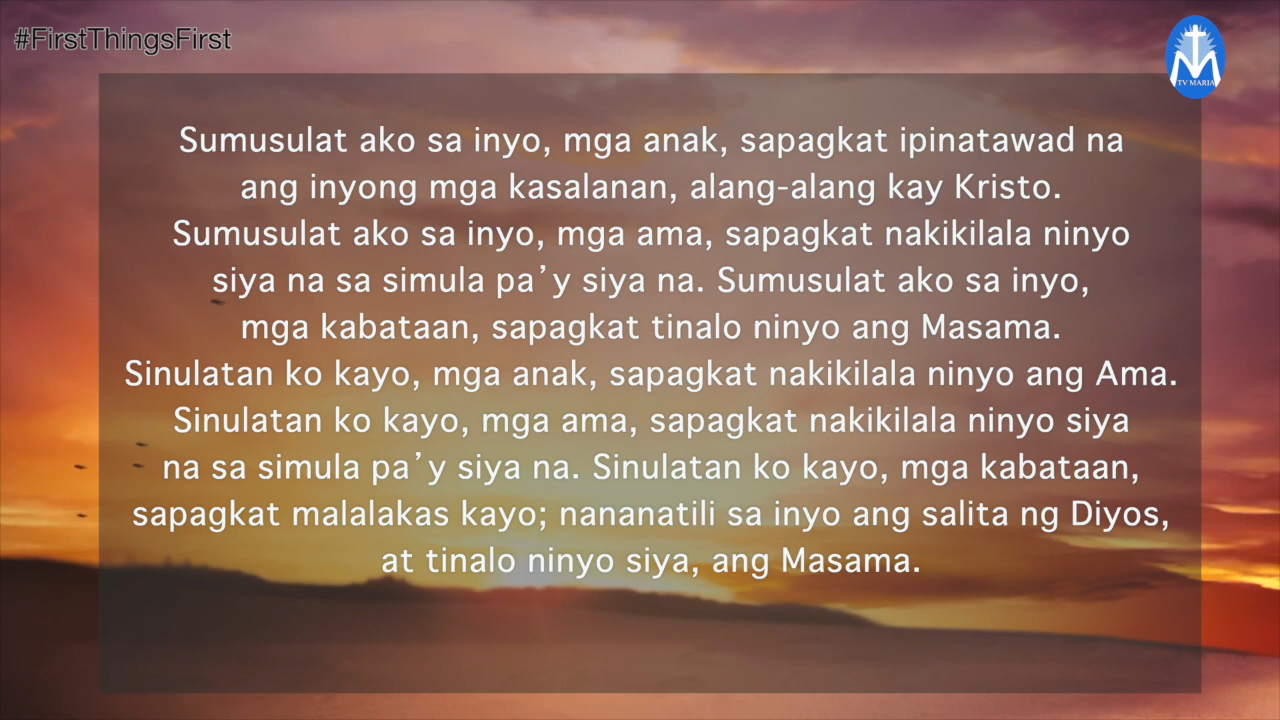 #FirstThingsFirst
TV MARIA
Sumusulat ako sa inyo, mga anak, sapagkat ipinatawad na
ang inyong mga kasalanan, alang-alang kay Kristo.
Sumusulat ako sa inyo, mga ama, sapagkat nakikilala ninyo
siya na sa simula pa’y siya na. Sumusulat ako sa inyo,
mga kabataan, sapagkat tinalo ninyo ang Masama.
Sinulatan ko kayo, mga anak, sapagkat nakikilala ninyo ang Ama.
Sinulatan ko kayo, mga ama, sapagkat nakikilala ninyo siya
na sa simula pa’y siya na. Sinulatan ko kayo, mga kabataan,
sapagkat malalakas kayo; nananatili sa inyo ang salita ng Diyos,
at tinalo ninyo siya, ang Masama.